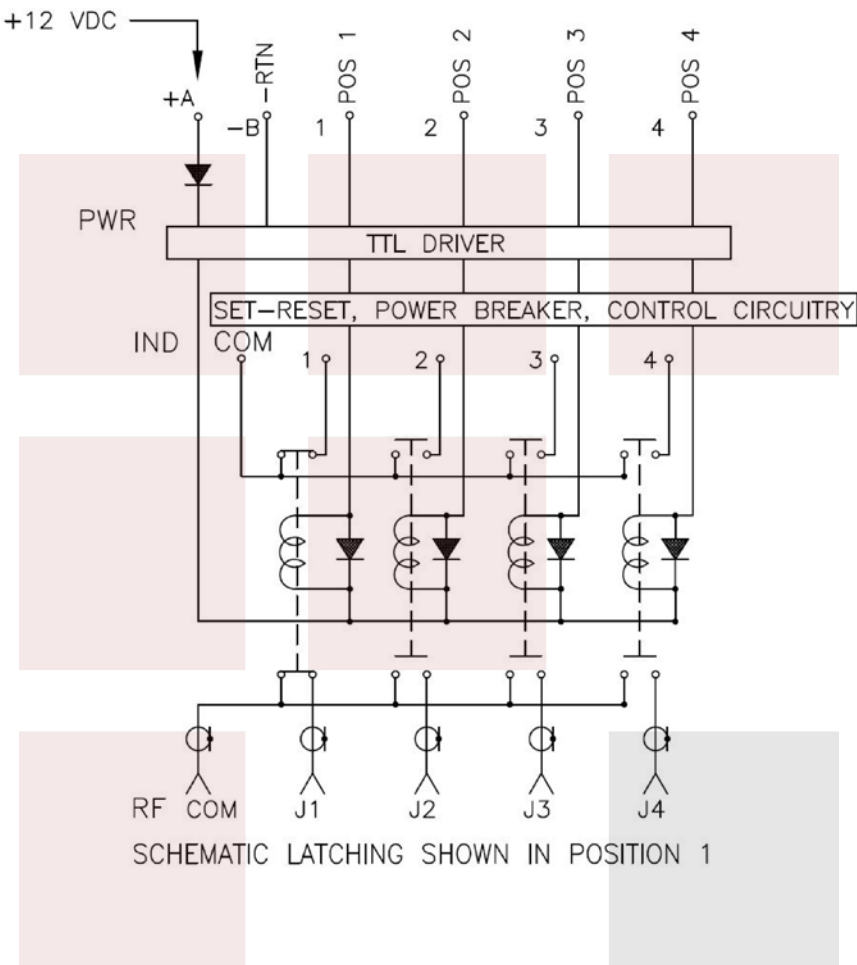 +12 VDC
+A
-B
-RTN
1
POS 1
2
POS 2
3
POS 3
4
POS 4
PWR
TTL DRIVER
SET-RESET, POWER BREAKER, CONTROL CIRCUITRY
IND COM
1
2
3
4
RF COM
J1
J2
J3
J4
SCHEMATIC LATCHING SHOWN IN POSITION 1